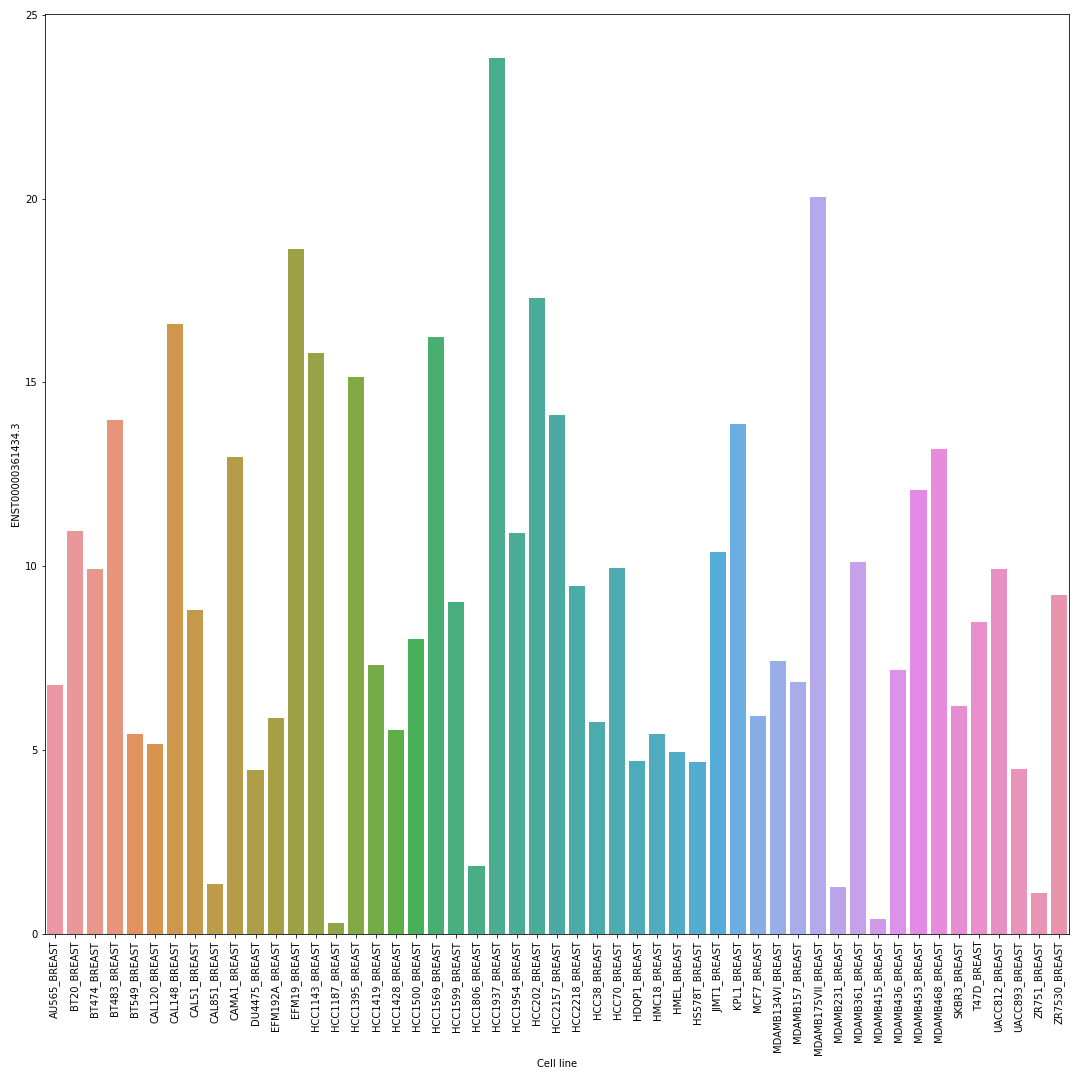 25
20
15
10
5
0
ENST00000361434.3
AU565_BREAST
BT20_BREAST
BT474_BREAST
BT483_BREAST
BT549_BREAST
CAL120_BREAST
CAL148_BREAST
CAL51_BREAST
CAL851_BREAST
CAMA1_BREAST
DU4475_BREAST
EFM192A_BREAST
EFM19_BREAST
HCC1143_BREAST
HCC1187_BREAST
HCC1395_BREAST
HCC1419_BREAST
HCC1428_BREAST
HCC1500_BREAST
HCC1569_BREAST
HCC1599_BREAST
HCC1806_BREAST
HCC1937_BREAST
HCC1954_BREAST
HCC202_BREAST
HCC2157_BREAST
HCC2218_BREAST
HCC38_BREAST
HCC70_BREAST
HDQP1_BREAST
HMC18_BREAST
HMEL_BREAST
HS578T_BREAST
JIMT1_BREAST
KPL1_BREAST
MCF7_BREAST
MDAMB134VI_BREAST
MDAMB157_BREAST
MDAMB175VII_BREAST
MDAMB231_BREAST
MDAMB361_BREAST
MDAMB415_BREAST
MDAMB436_BREAST
MDAMB453_BREAST
MDAMB468_BREAST
SKBR3_BREAST
T47D_BREAST
UACC812_BREAST
UACC893_BREAST
ZR751_BREAST
ZR7530_BREAST
Cell line